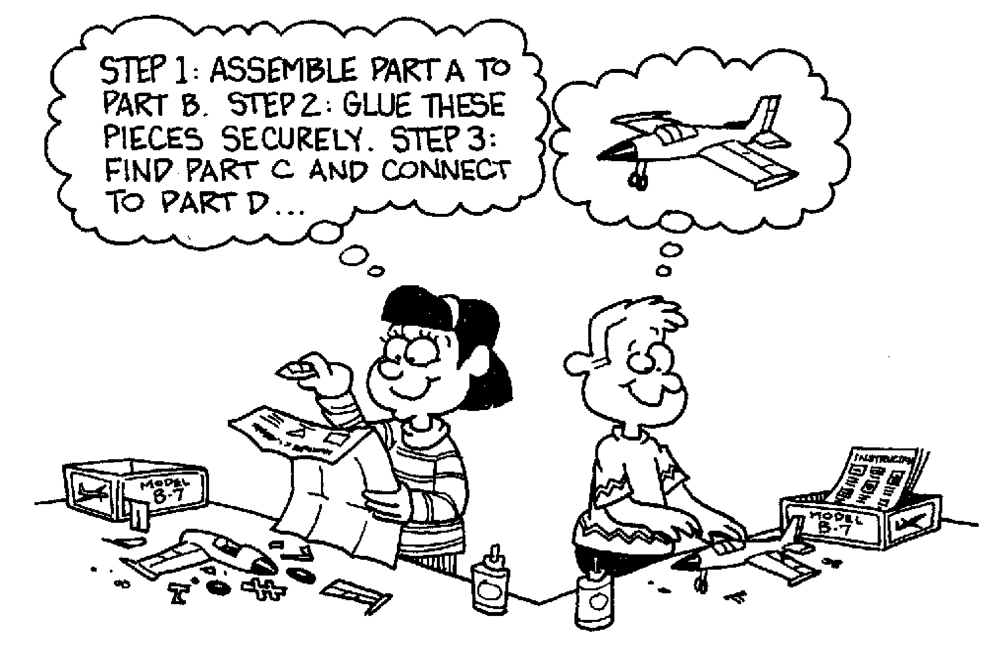 STEP 1: ASSEMBLE PART A TO
PART B. STEP 2: GLUE THESE
PIECES SECURELY. STEP 3:
FIND PART C AND CONNECT
TO PART D...
MODEL
B-7
MODEL
B-7